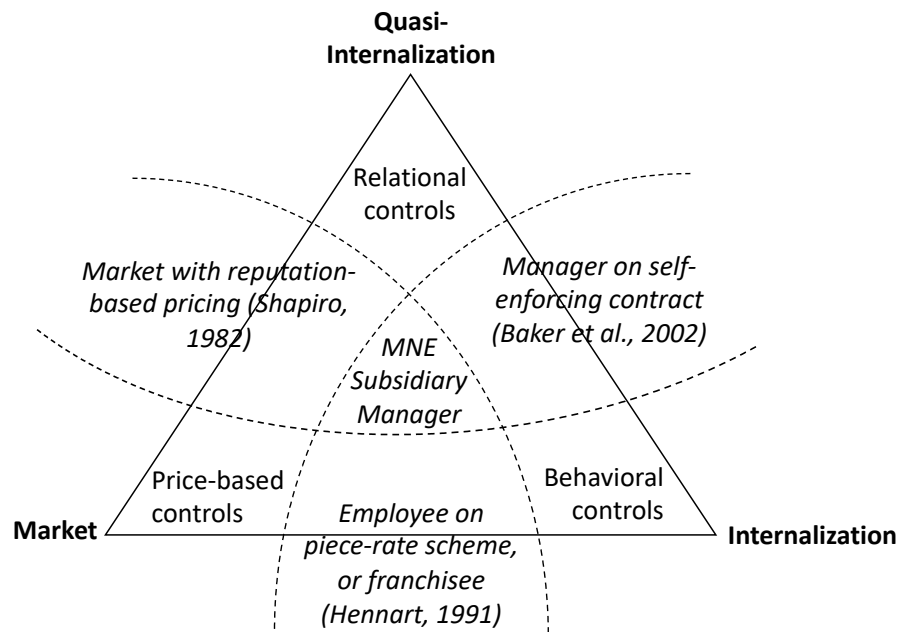 Quasi-
Internalization
Relational
controls
Market with reputation-
based pricing (Shapiro,
1982)
Manager on self-
enforcing contract
(Baker et al., 2002)
MNE
Subsidiary
Manager
Price-based
controls
Behavioral
controls
Market
Employee on
piece-rate scheme,
or franchisee
(Hennart, 1991)
Internalization